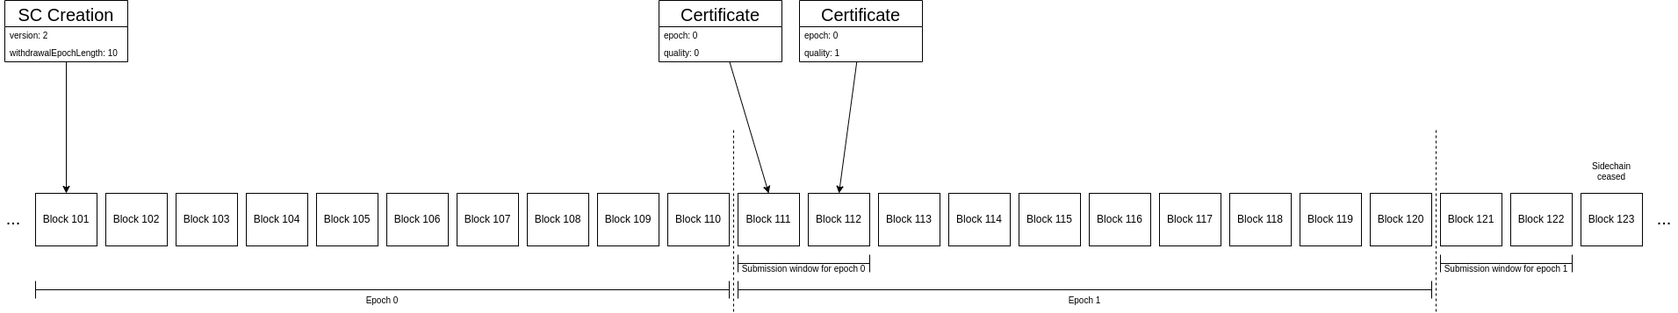 SC Creation
version: 2
withdrawalEpochLength: 10
Certificate
epoch: 0
quality: 0
Certificate
epoch: 0
quality: 1
Sidechain
ceased
...
Block 101
Block 102
Block 103
Block 104
Block 105
Block 106
Block 107
Block 108
Block 109
Block 110
Block 111
Block 112
Block 113
Block 114
Block 115
Block 116
Block 117
Block 118
Block 119
Block 120
Block 121
Block 122
Block 123
...
Submission window for epoch 0
Submission window for epoch 1
Epoch 0
Epoch 1